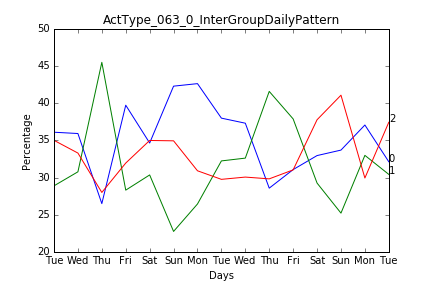 ActType_063_0_InterGroupDailyPattern
50
45
40
35
30
25
20
Percentage
2
0
1
Tue Wed Thu Fri Sat Sun Mon Tue Wed Thu Fri Sat Sun Mon Tue
Days